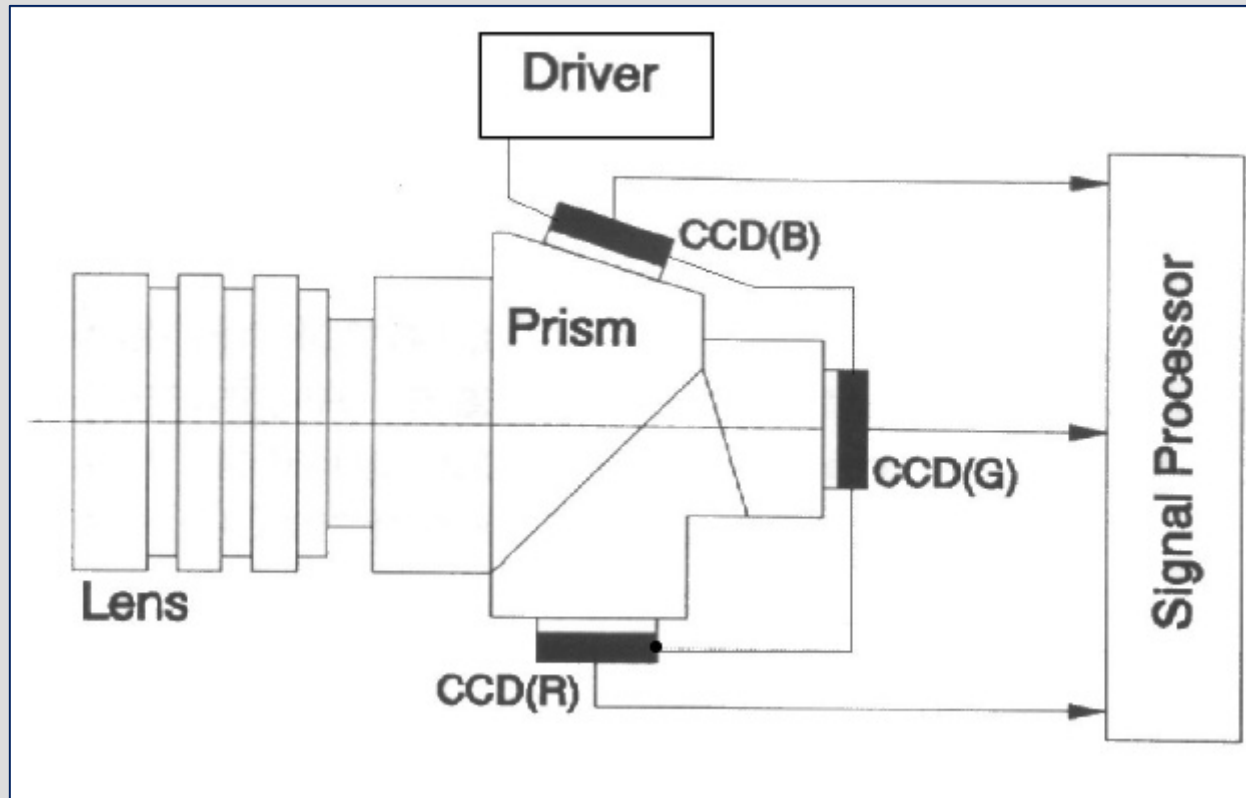 Driver
CCD(B)
Prism
CCD(G)
Signal Processor
Lens
CCD(R)